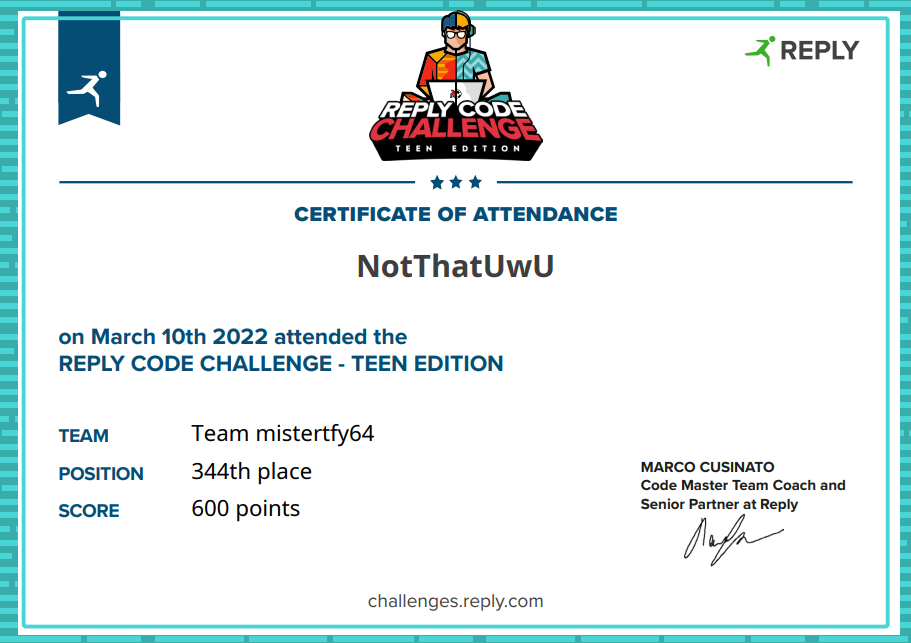 REPLY
REPLY CODE
CHALLENGE
TEEN EDITION
CERTIFICATE OF ATTENDANCE
NotThatUwU
on March 10th 2022 attended the
REPLY CODE CHALLENGE - TEEN EDITION
TEAM Team mistertfy64
POSITION 344th place
SCORE 600 points
MARCO CUSINATO
Code Master Team Coach and
Senior Partner at Reply
challenges.reply.com